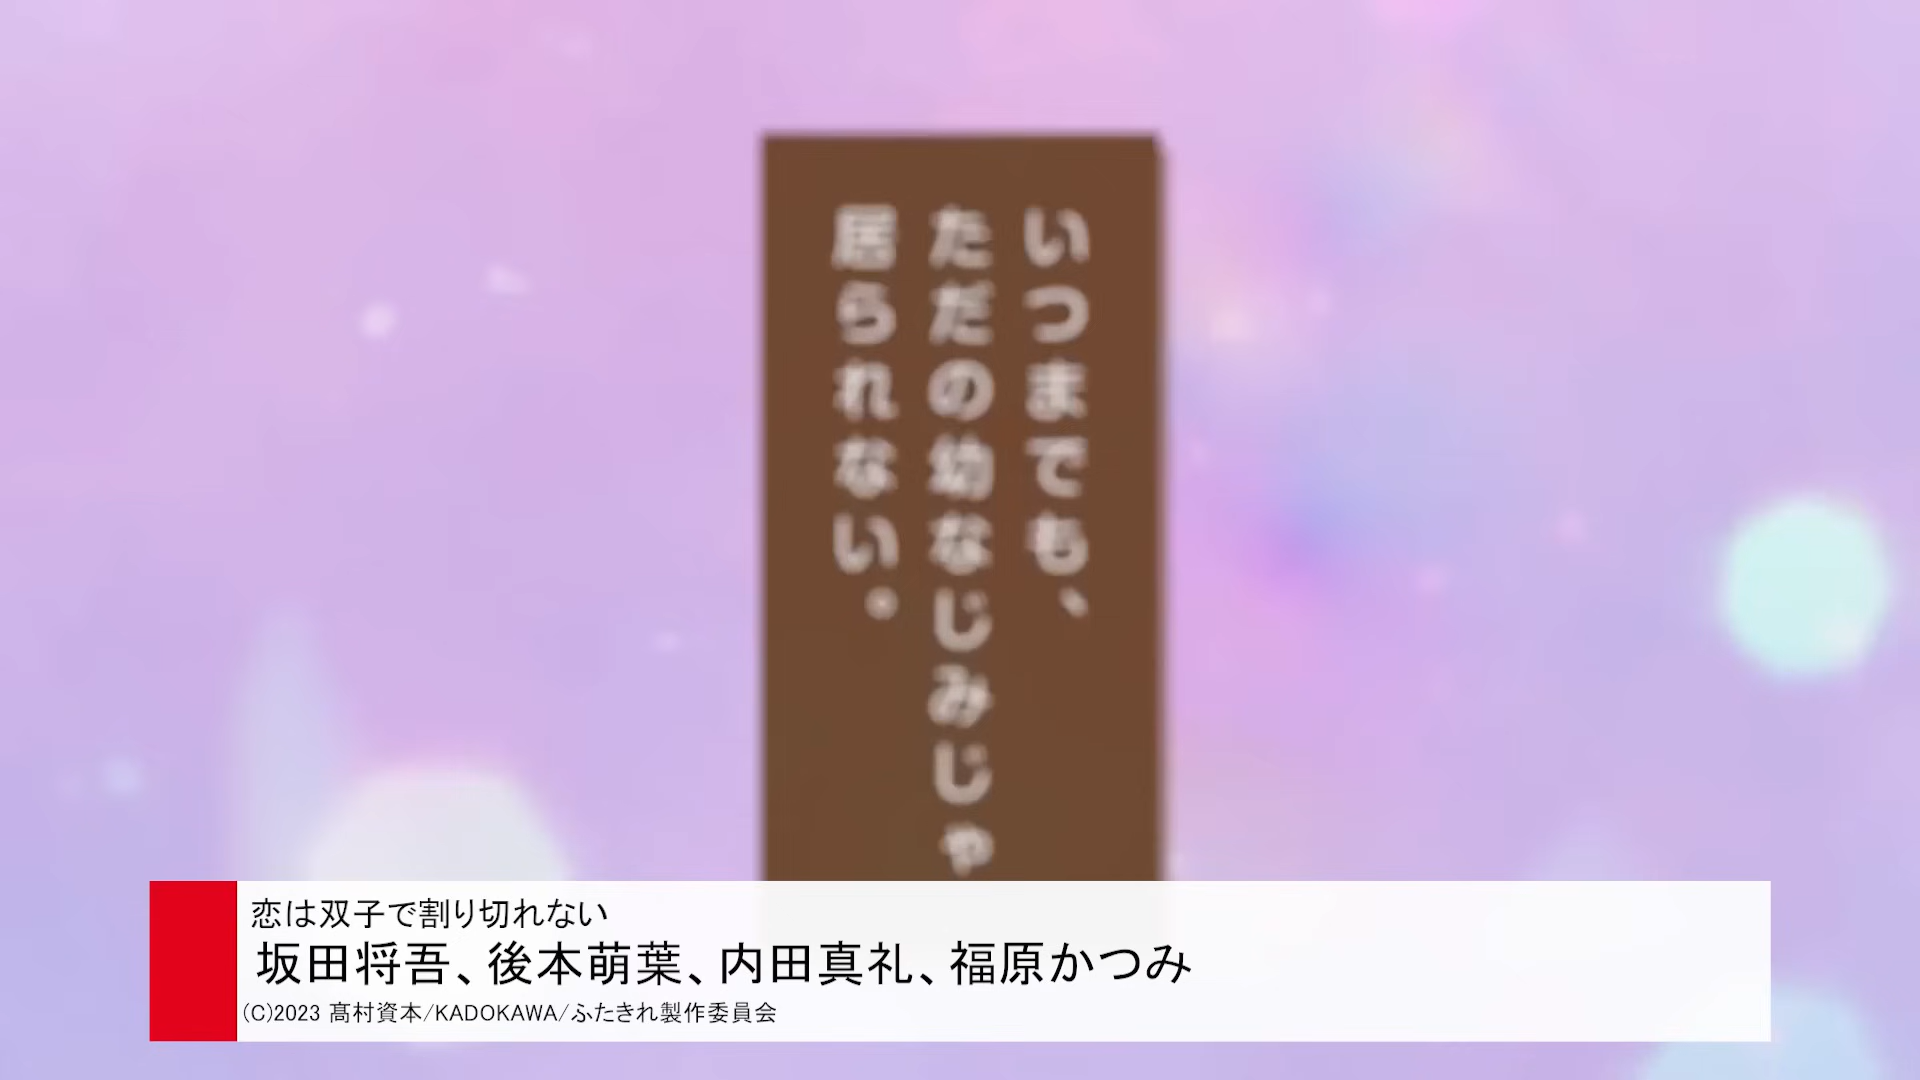 いつまでも、
ただの幼なじみじゃ
居られない。
恋は双子で割り切れない
坂田将吾、後本萌葉、内田真礼、福原かつみ
(C)2023 髙村資本/KADOKAWA/ふたきれ製作委員会